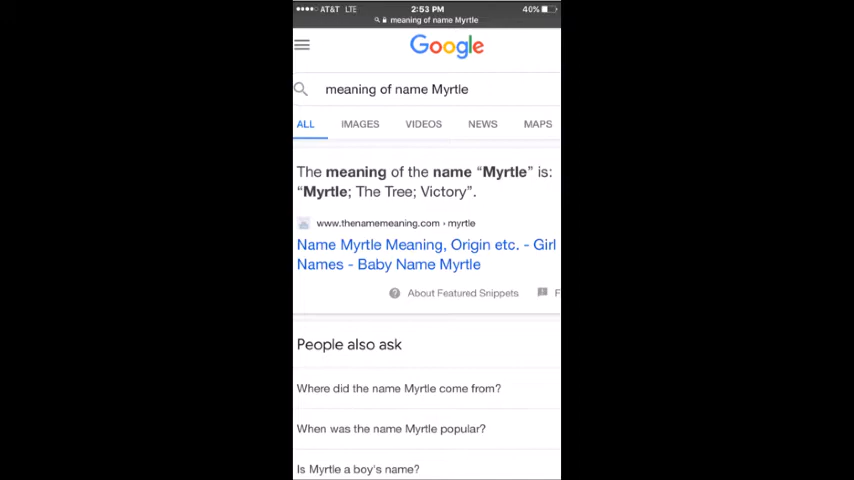 AT&T LTE 2:53 PM 40%
meaning of name Myrtle
Google
meaning of name Myrtle
ALL IMAGES VIDEOS NEWS MAPS
The meaning of the name “Myrtle” is:
“Myrtle; The Tree; Victory”.
www.thenamemeaning.com › myrtle
Name Myrtle Meaning, Origin etc. - Girl
Names - Baby Name Myrtle
About Featured Snippets F
People also ask
Where did the name Myrtle come from?
When was the name Myrtle popular?
Is Myrtle a boy's name?